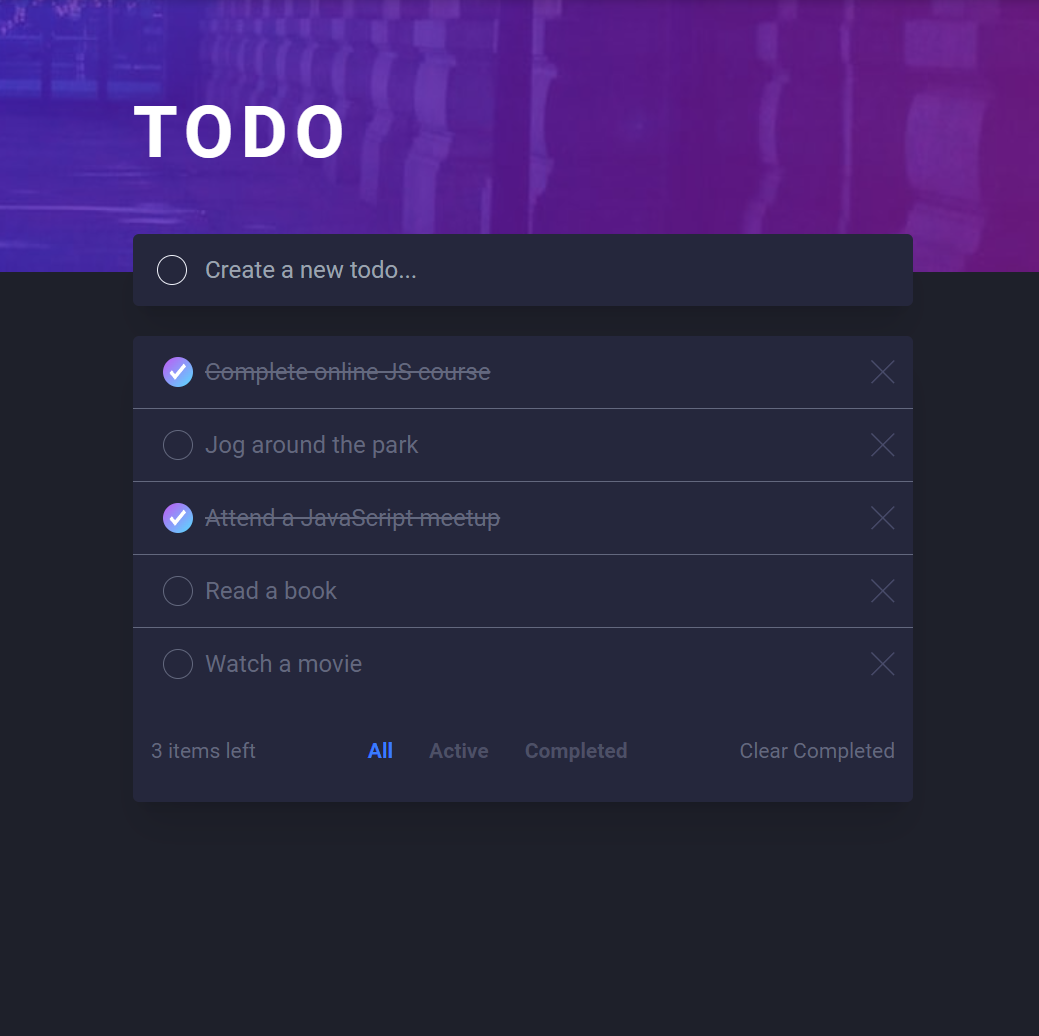 TODO
Create a new todo...
Complete online JS course
Jog around the park
Attend a JavaScript meetup
Read a book
Watch a movie
3 items left All Active Completed Clear Completed